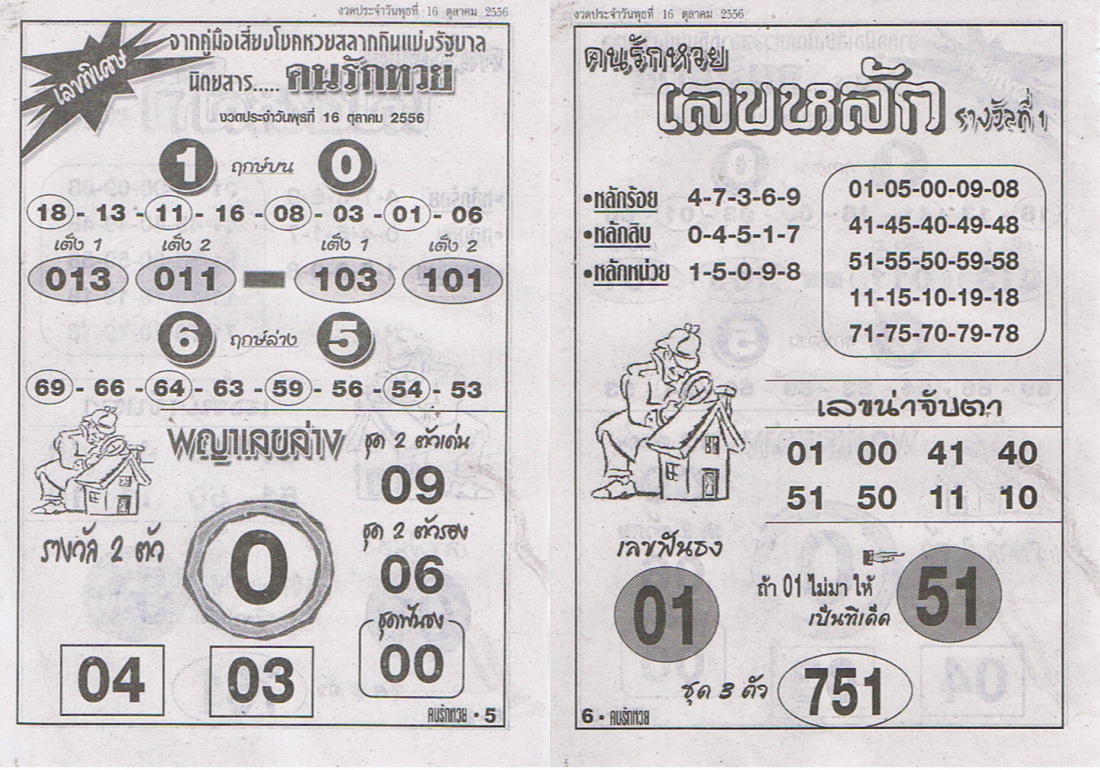 งวดประจำวันพุธที่ 16 ตุลาคม 2556
เลขพิเศษ
จากคู่มือเสี่ยงโชคหวยสลากกินแบ่งรัฐบาล
นิตยสาร..... คนรักหวย
งวดประจำวันพุธที่ 16 ตุลาคม 2556
1 ฤกษ์บน 0
18 - 13 - 11 - 16 - 08 - 03 - 01 - 06
เต็ง 1 เต็ง 2 เต็ง 1 เต็ง 2
013 011 - 103 101
6 ฤกษ์ล่าง 5
69 - 66 - 64 - 63 - 59 - 56 - 54 - 53
พญาเลขล่าง
ชุด 2 ตัวเด่น
09
รางวัล 2 ตัว
0
ชุด 2 ตัวรอง
06
ชุดฟันธง
00
04 03
คนรักหวย • 5
งวดประจำวันพุธที่ 16 ตุลาคม 2556
คนรักหวย
เลขหลัก รางวัลที่ 1
•หลักร้อย 4-7-3-6-9
•หลักสิบ 0-4-5-1-7
•หลักหน่วย 1-5-0-9-8
01-05-00-09-08
41-45-40-49-48
51-55-50-59-58
11-15-10-19-18
71-75-70-79-78
เลขน่าจับตา
01 00 41 40
51 50 11 10
เลขฟันธง
01
ถ้า 01 ไม่มา ให้
เป็นทีเด็ด
51
ชุด 3 ตัว 751
6 • คนรักหวย